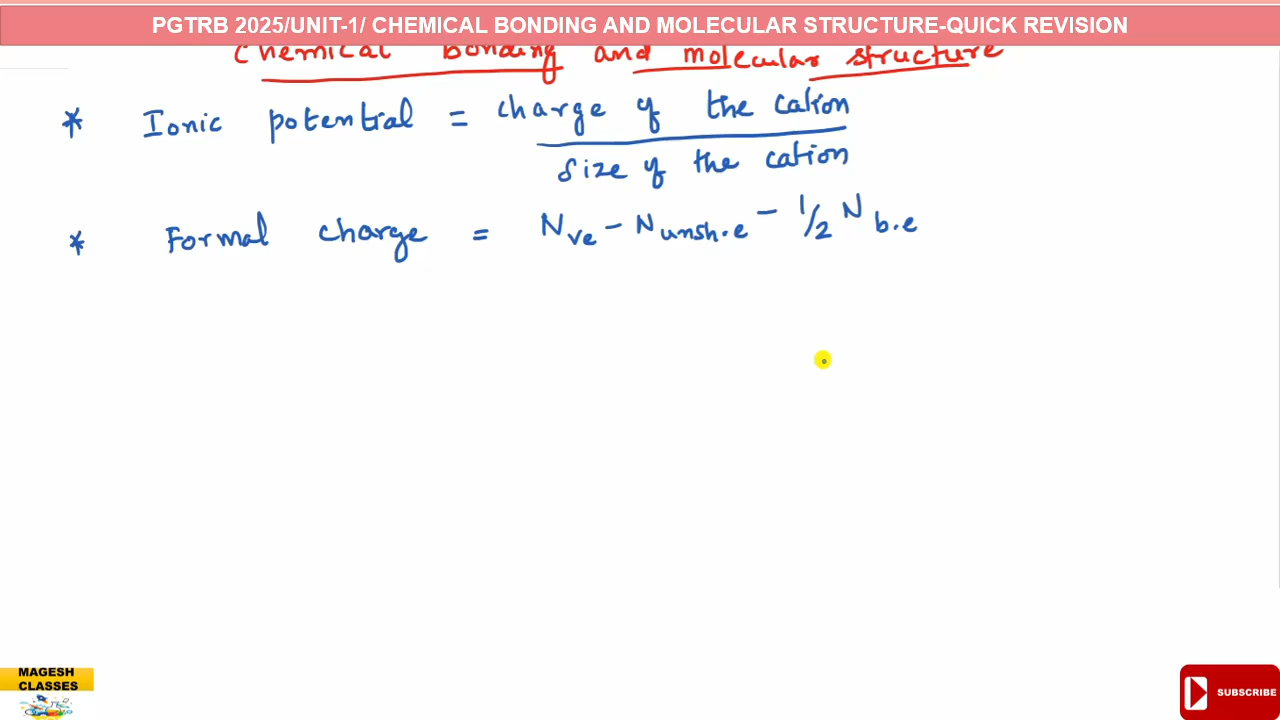 PGTRB 2025/UNIT-1/ CHEMICAL BONDING AND MOLECULAR STRUCTURE-QUICK REVISION
Chemical bonding and molecular structure
* Ionic potential = charge of the cation / size of the cation
* Formal charge = Nve - Nunsh.e - 1/2 Nb.e
MAGESH
CLASSES
SUBSCRIBE